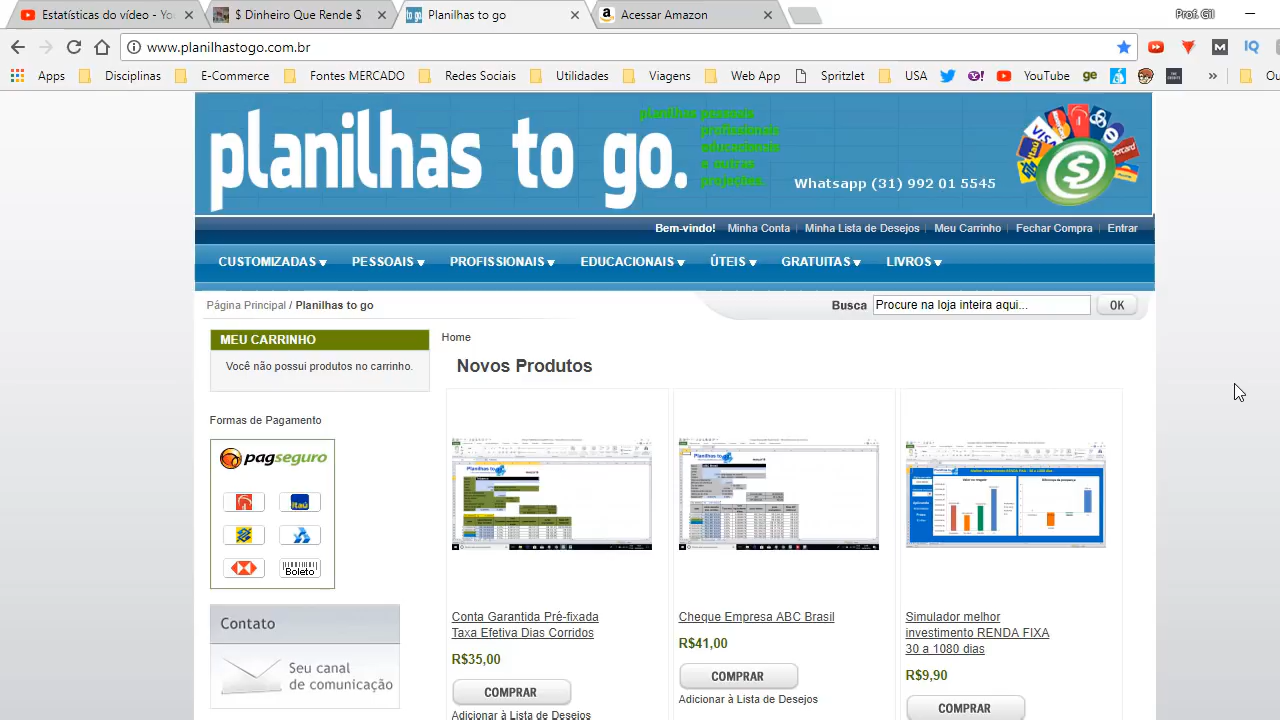 Estatísticas do vídeo - You
$ Dinheiro Que Rende $
Planilhas to go
Acessar Amazon
Prof. Gil
www.planilhastogo.com.br
Apps
Disciplinas
E-Commerce
Fontes MERCADO
Redes Sociais
Utilidades
Viagens
Web App
Spritzlet
USA
YouTube
planilhas to go.
planilhas pessoais
profissionais
educacionais
e outros
projeções.
Whatsapp (31) 992 01 5545
Bem-vindo! Minha Conta | Minha Lista de Desejos | Meu Carrinho | Fechar Compra | Entrar
CUSTOMIZADAS PESSOAIS PROFISSIONAIS EDUCACIONAIS ÚTEIS GRATUITAS LIVROS
Página Principal / Planilhas to go
Busca Procure na loja inteira aqui... OK
MEU CARRINHO
Você não possui produtos no carrinho.
Formas de Pagamento
pagseguro
Itaú
Boleto
Contato
Seu canal
de comunicação
Home
Novos Produtos
Conta Garantida Pré-fixada
Taxa Efetiva Dias Corridos
R$35,00
COMPRAR
Adicionar à Lista de Desejos
Cheque Empresa ABC Brasil
R$41,00
COMPRAR
Adicionar à Lista de Desejos
Simulador melhor
investimento RENDA FIXA
30 a 1080 dias
R$9,90
COMPRAR